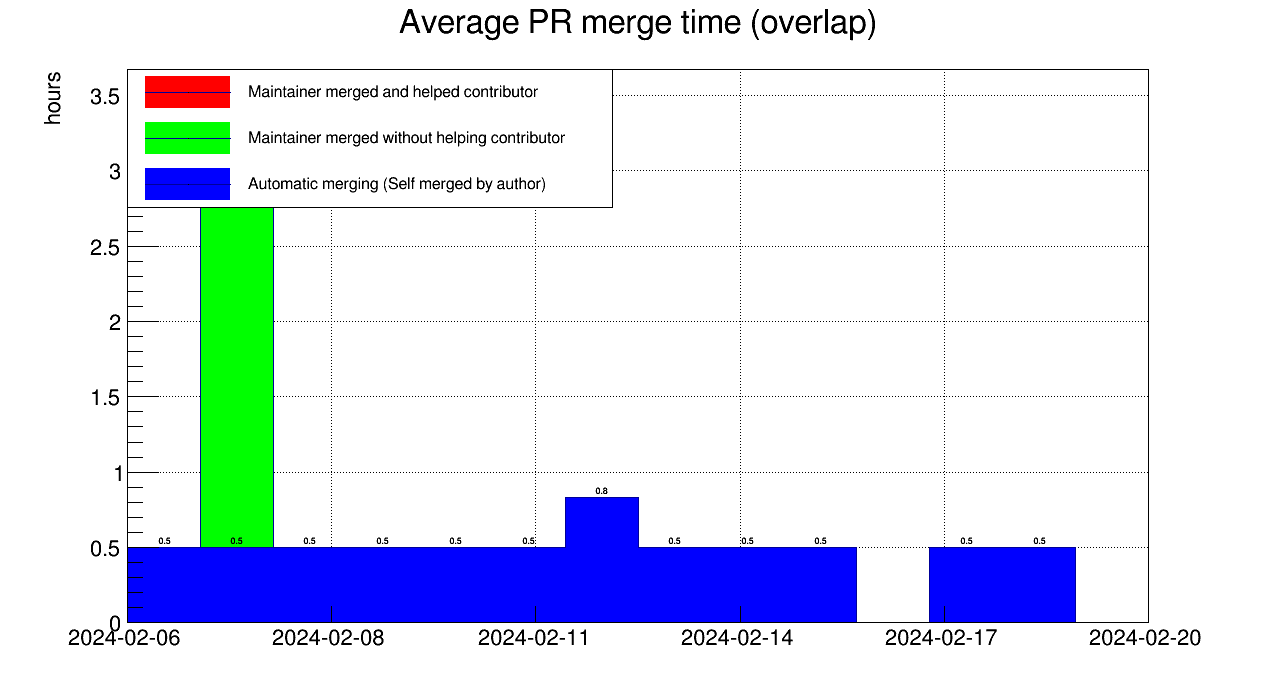 Average PR merge time (overlap)
hours
Maintainer merged and helped contributor
Maintainer merged without helping contributor
Automatic merging (Self merged by author)
3.5
3
2.5
2
1.5
1
0.5
0
0.5 0.5 0.5 0.5 0.5 0.5 0.8 0.5 0.5 0.5 0.5 0.5
2024-02-06 2024-02-08 2024-02-11 2024-02-14 2024-02-17 2024-02-20